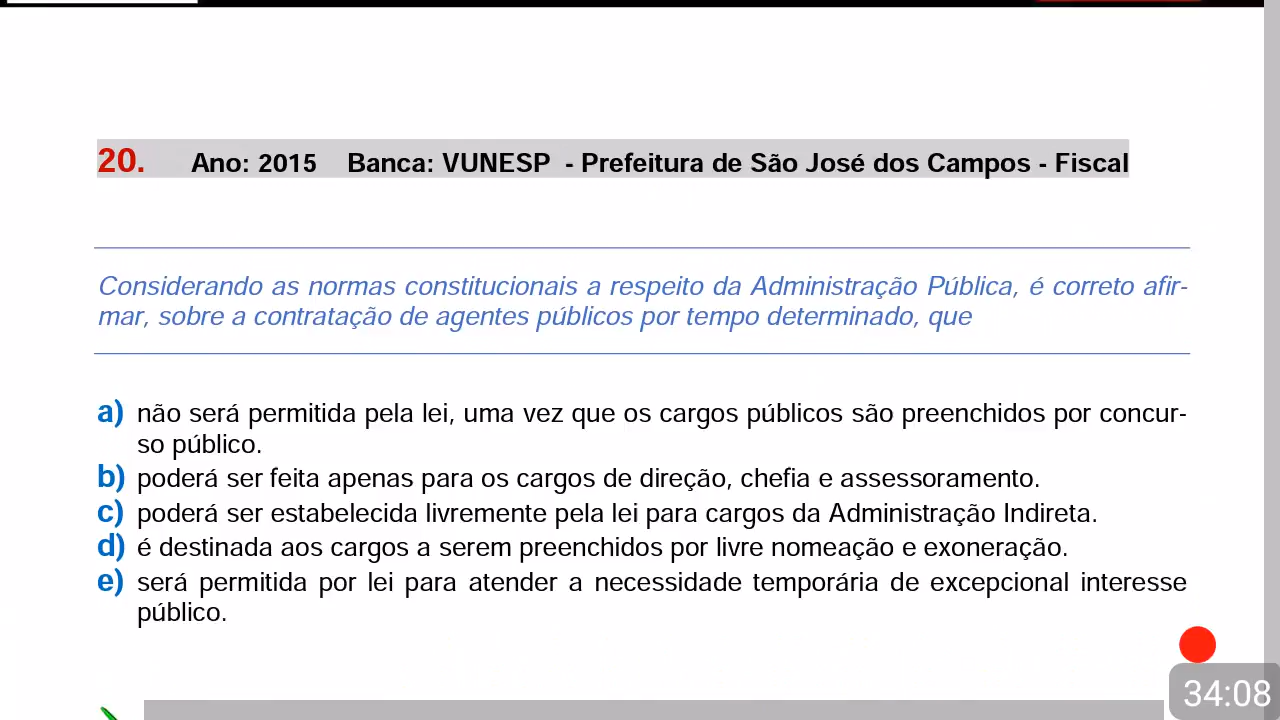 20. Ano: 2015 Banca: VUNESP - Prefeitura de São José dos Campos - Fiscal
Considerando as normas constitucionais a respeito da Administração Pública, é correto afir-
mar, sobre a contratação de agentes públicos por tempo determinado, que
a) não será permitida pela lei, uma vez que os cargos públicos são preenchidos por concur-
so público.
b) poderá ser feita apenas para os cargos de direção, chefia e assessoramento.
c) poderá ser estabelecida livremente pela lei para cargos da Administração Indireta.
d) é destinada aos cargos a serem preenchidos por livre nomeação e exoneração.
e) será permitida por lei para atender a necessidade temporária de excepcional interesse
público.
34:08